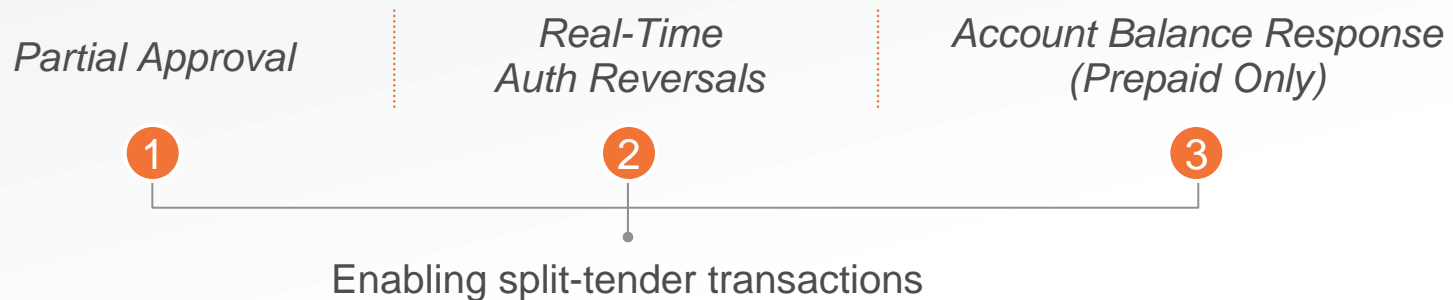 Partial Approval
Real-Time
Auth Reversals
Account Balance Response
(Prepaid Only)
1
2
3
Enabling split-tender transactions